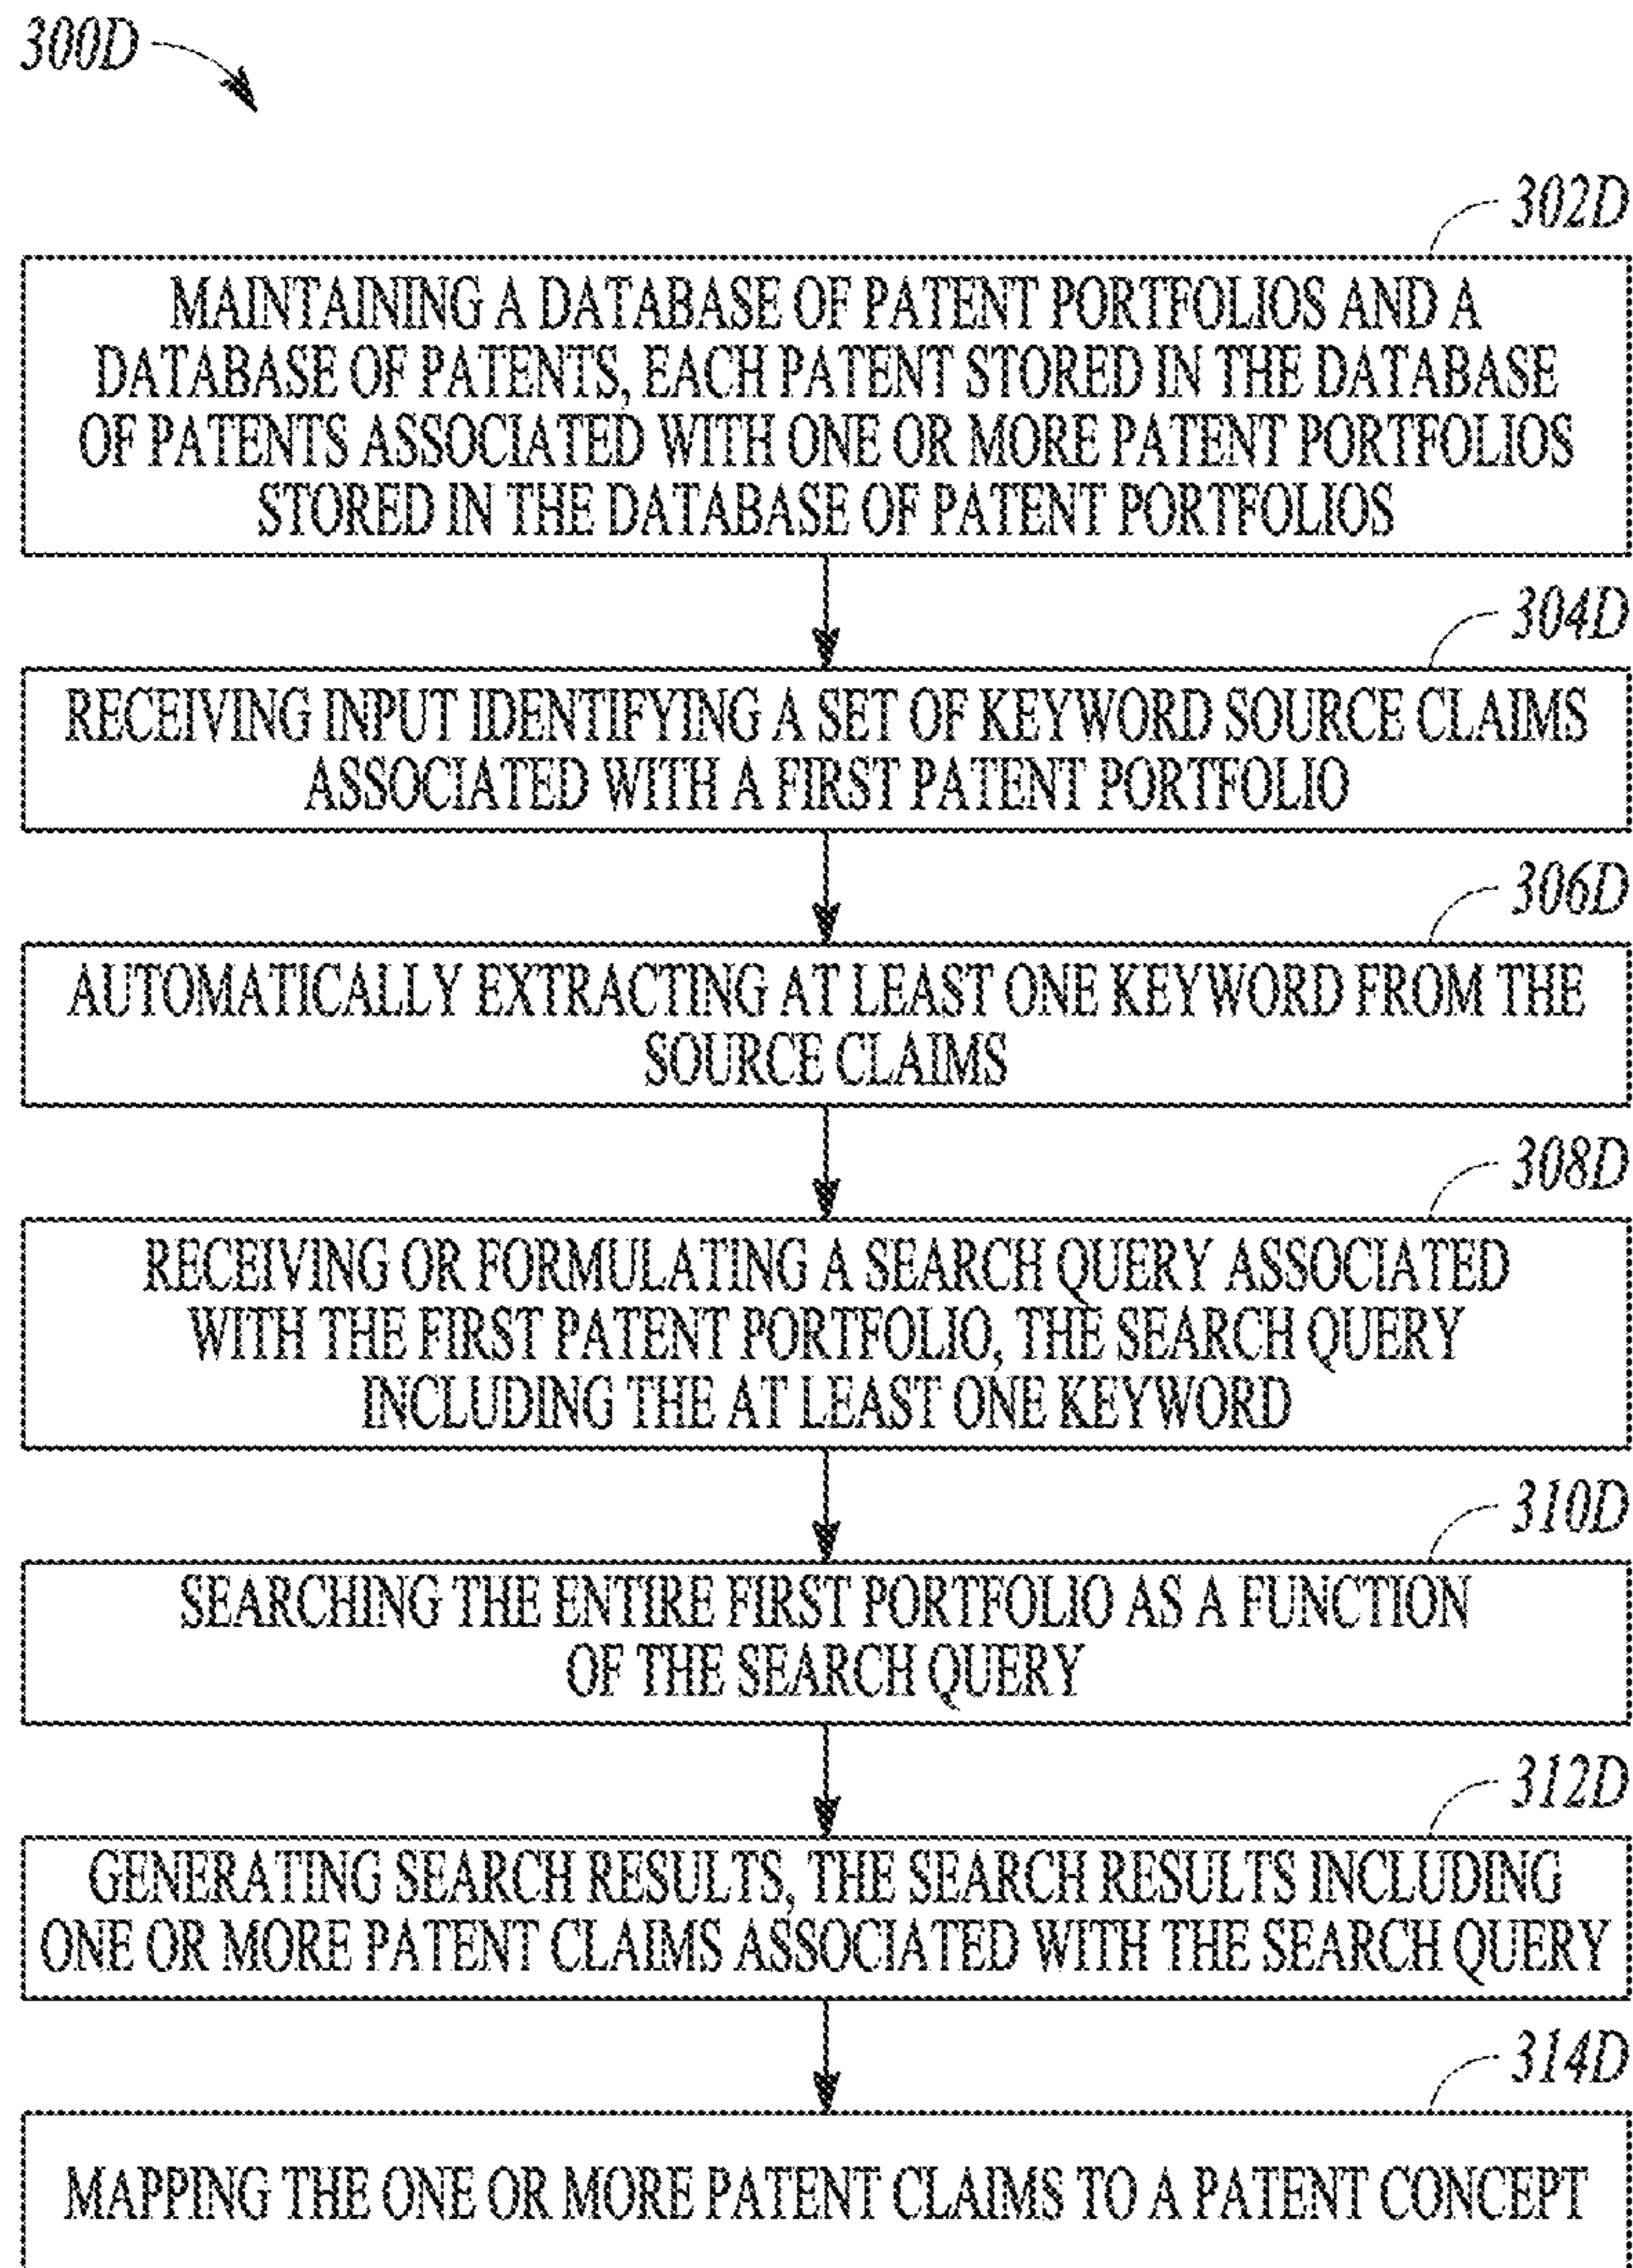 300D
302D
MAINTAINING A DATABASE OF PATENT PORTFOLIOS AND A
DATABASE OF PATENTS, EACH PATENT STORED IN THE DATABASE
OF PATENTS ASSOCIATED WITH ONE OR MORE PATENT PORTFOLIOS
STORED IN THE DATABASE OF PATENT PORTFOLIOS
304D
RECEIVING INPUT IDENTIFYING A SET OF KEYWORD SOURCE CLAIMS
ASSOCIATED WITH A FIRST PATENT PORTFOLIO
306D
AUTOMATICALLY EXTRACTING AT LEAST ONE KEYWORD FROM THE
SOURCE CLAIMS
308D
RECEIVING OR FORMULATING A SEARCH QUERY ASSOCIATED
WITH THE FIRST PATENT PORTFOLIO, THE SEARCH QUERY
INCLUDING THE AT LEAST ONE KEYWORD
310D
SEARCHING THE ENTIRE FIRST PORTFOLIO AS A FUNCTION
OF THE SEARCH QUERY
312D
GENERATING SEARCH RESULTS, THE SEARCH RESULTS INCLUDING
ONE OR MORE PATENT CLAIMS ASSOCIATED WITH THE SEARCH QUERY
314D
MAPPING THE ONE OR MORE PATENT CLAIMS TO A PATENT CONCEPT